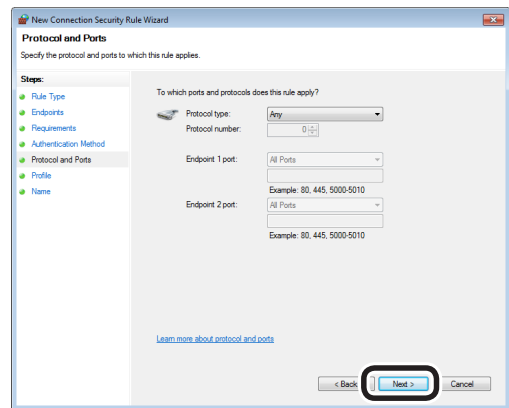 New Connection Security Rule Wizard
Protocol and Ports
Specify the protocol and ports to which this rule applies.
Steps:
Rule Type
Endpoints
Requirements
Authentication Method
Protocol and Ports
Profile
Name
To which ports and protocols does this rule apply?
Protocol type: Any
Protocol number: 0
Endpoint 1 port: All Ports
Example: 80, 445, 5000-5010
Endpoint 2 port: All Ports
Example: 80, 445, 5000-5010
Learn more about protocol and ports
< Back Next > Cancel